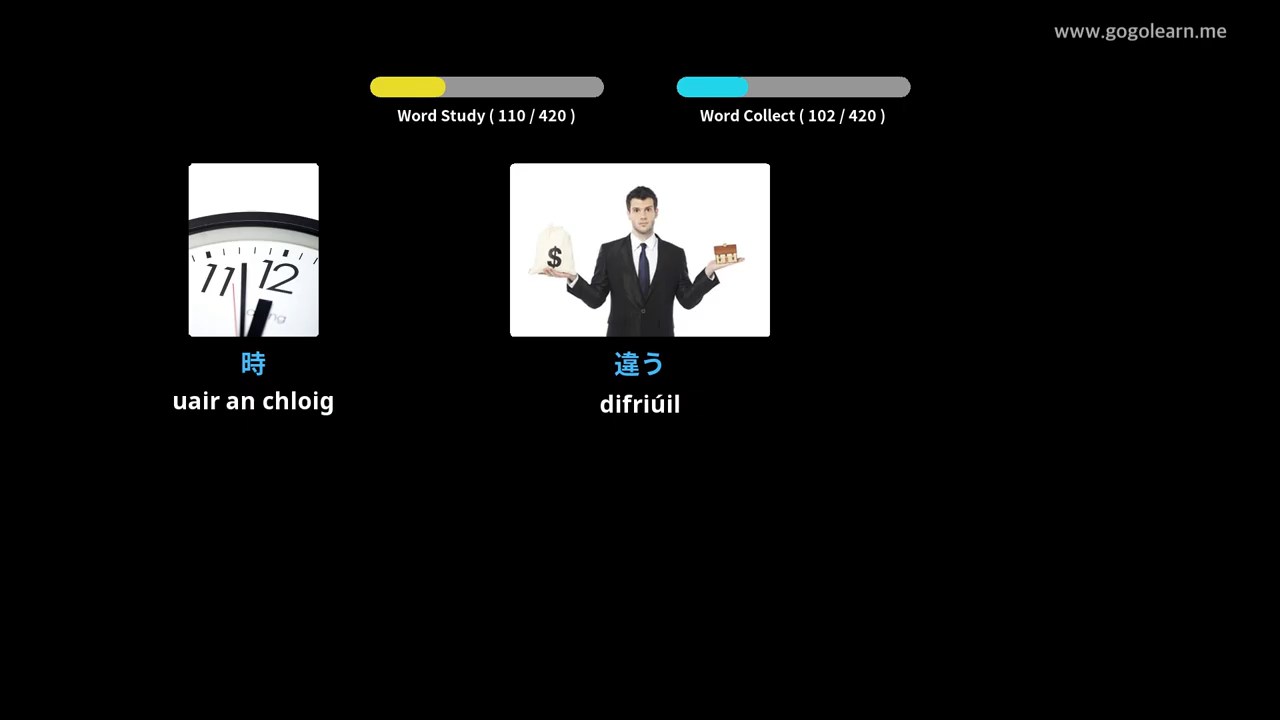 www.gogolearn.me
Word Study ( 110 / 420 )
Word Collect ( 102 / 420 )
11 12
$
時
違う
uair an chloig
difriúil